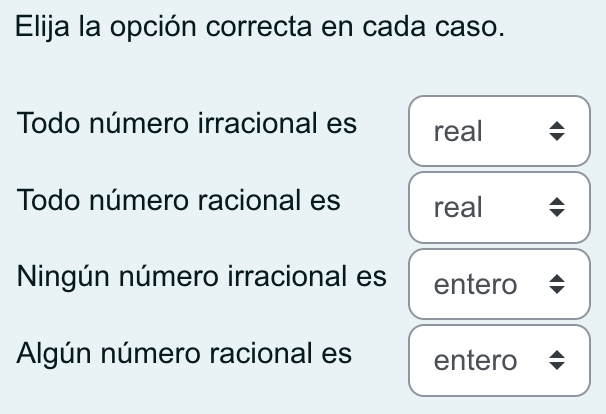 Elija la opción correcta en cada caso.
Todo número irracional es real
Todo número racional es real
Ningún número irracional es entero
Algún número racional es entero